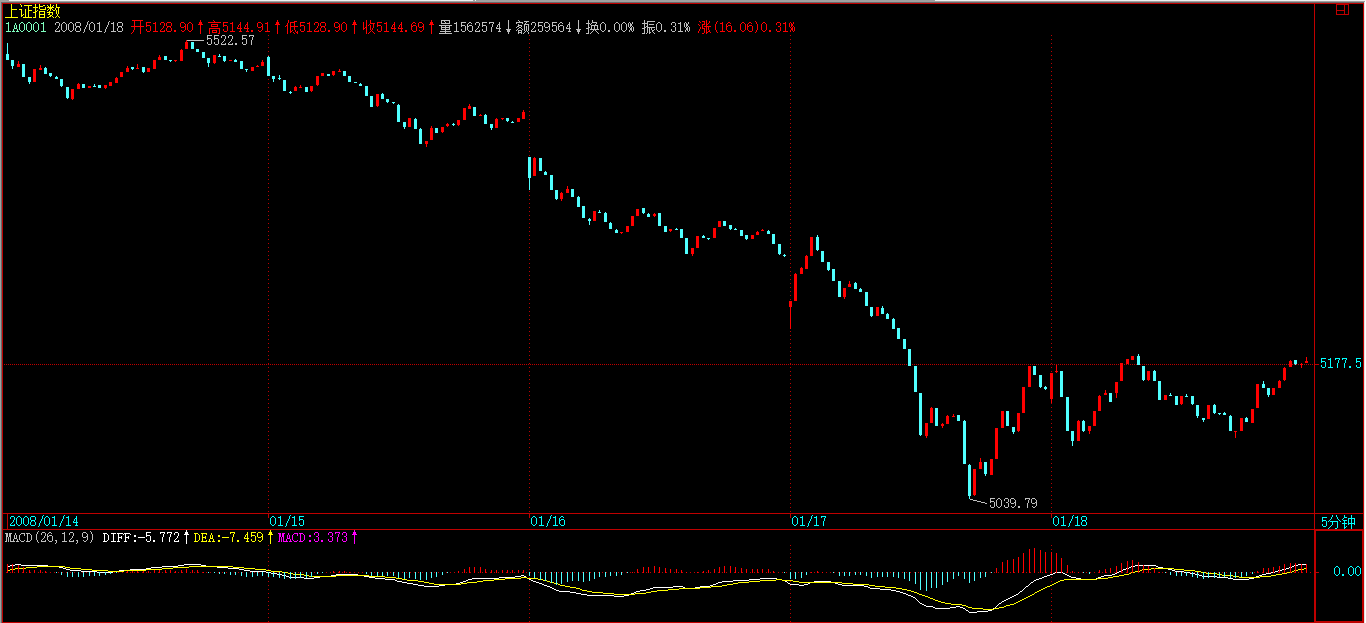 上证指数
1A0001 2008/01/18 开5128.90↑高5144.91↑低5128.90↑收5144.69↑量1562574↓额259564↓换0.00% 振0.31% 涨(16.06)0.31%
5522.57
5177.5
5039.79
2008/01/14 01/15 01/16 01/17 01/18 5分钟
MACD(26,12,9) DIFF:-5.772↑DEA:-7.459↑MACD:3.373↑
0.00